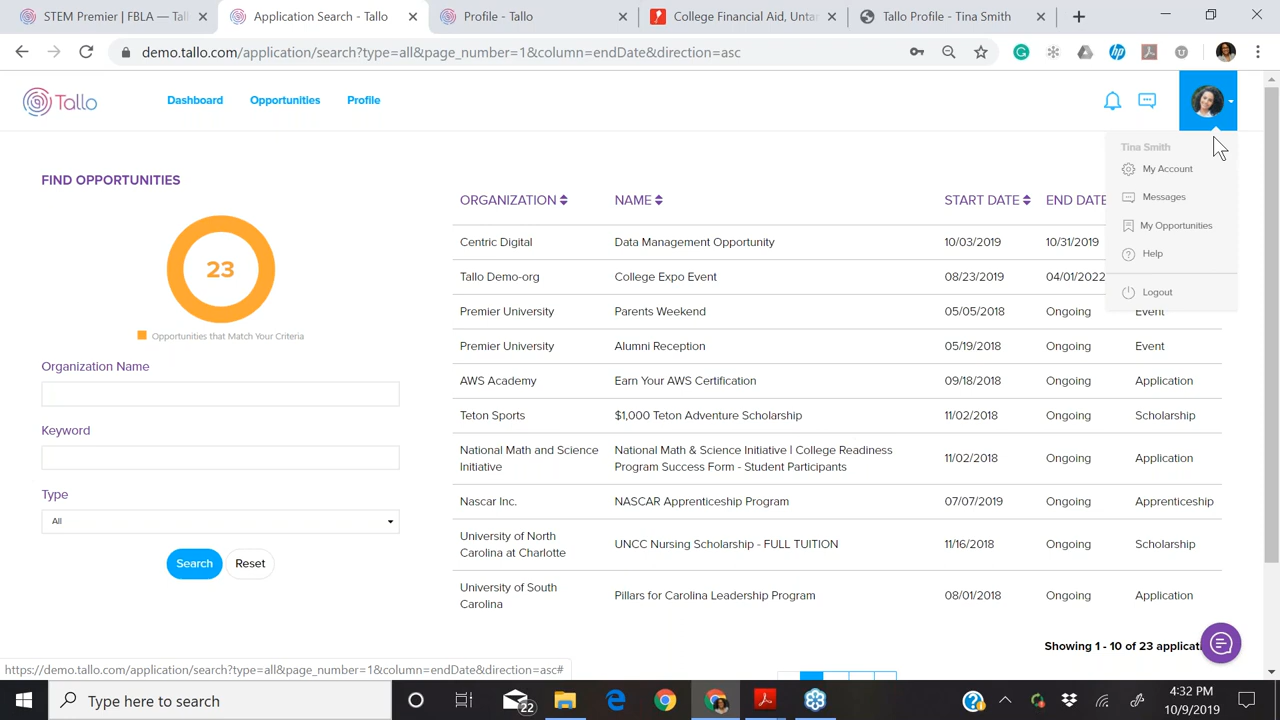 STEM Premier | FBLA — Tall
Application Search - Tallo
Profile - Tallo
College Financial Aid, Untan
Tallo Profile - Tina Smith
demo.tallo.com/application/search?type=all&page_number=1&column=endDate&direction=asc
Tallo
Dashboard Opportunities Profile
Tina Smith
My Account
Messages
My Opportunities
Help
Logout
FIND OPPORTUNITIES
23
Opportunities that Match Your Criteria
Organization Name
Keyword
Type
All
Search Reset
ORGANIZATION NAME START DATE END DATE
Centric Digital Data Management Opportunity 10/03/2019 10/31/2019
Tallo Demo-org College Expo Event 08/23/2019 04/01/2022
Premier University Parents Weekend 05/05/2018 Ongoing Event
Premier University Alumni Reception 05/19/2018 Ongoing Event
AWS Academy Earn Your AWS Certification 09/18/2018 Ongoing Application
Teton Sports $1,000 Teton Adventure Scholarship 11/02/2018 Ongoing Scholarship
National Math and Science National Math & Science Initiative | College Readiness
Initiative Program Success Form - Student Participants 11/02/2018 Ongoing Application
Nascar Inc. NASCAR Apprenticeship Program 07/07/2019 Ongoing Apprenticeship
University of North
Carolina at Charlotte UNCC Nursing Scholarship - FULL TUITION 11/16/2018 Ongoing Scholarship
University of South
Carolina Pillars for Carolina Leadership Program 08/01/2018 Ongoing Application
Showing 1 - 10 of 23 applicati
https://demo.tallo.com/application/search?type=all&page_number=1&column=endDate&direction=asc#
Type here to search
22
4:32 PM
10/9/2019